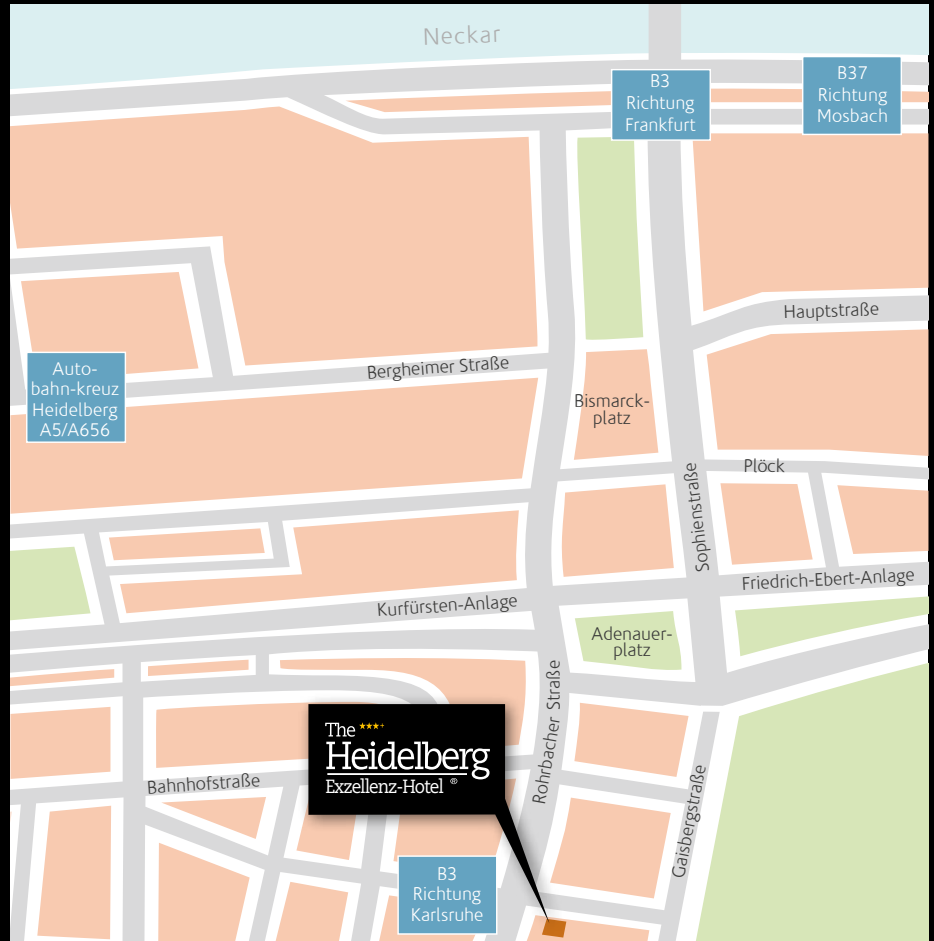 Neckar
B3
Richtung
Frankfurt
B37
Richtung
Mosbach
Hauptstraße
Auto-
bahn-kreuz
Heidelberg
A5/A656
Bergheimer Straße
Bismarck-
platz
Plöck
Sophienstraße
Friedrich-Ebert-Anlage
Kurfürsten-Anlage
Adenauer-
platz
Rohrbacher Straße
The ★★★+
Heidelberg
Exzellenz-Hotel ®
Bahnhofstraße
Gaisbergstraße
B3
Richtung
Karlsruhe